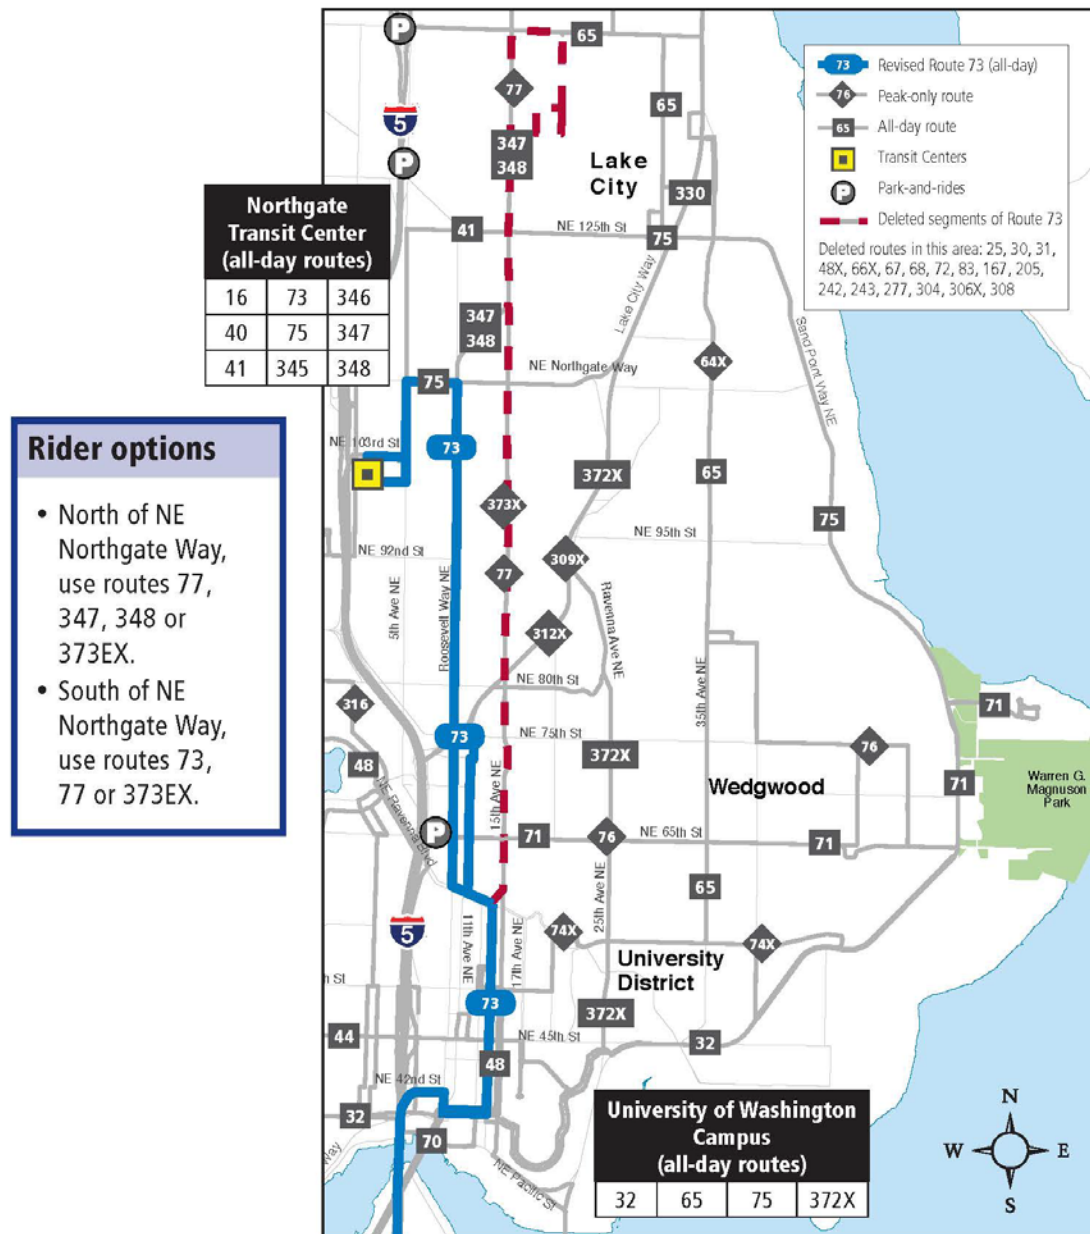 P
65
77
5
P
347
348
Lake
City
65
330
73 Revised Route 73 (all-day)
76 Peak-only route
65 All-day route
Transit Centers
P Park-and-rides
Deleted segments of Route 73
Deleted routes in this area: 25, 30, 31,
48X, 66X, 67, 68, 72, 83, 167, 205,
242, 243, 277, 304, 306X, 308
Northgate
Transit Center
(all-day routes)
16 73 346
40 75 347
41 345 348
41
NE 125th St
75
Lake City Way
Sand Point Way NE
347
348
64X
NE Northgate Way
75
Rider options
• North of NE
Northgate Way,
use routes 77,
347, 348 or
373EX.
• South of NE
Northgate Way,
use routes 73,
77 or 373EX.
NE 103rd St
73
372X
65
373X
75
NE 95th St
NE 92nd St
309X
77
5th Ave NE
Roosevelt Way NE
Ravenna Ave NE
312X
35th Ave NE
NE 80th St
316
71
73
NE 75th St
372X
76
48
Wedgwood
71
Warren G.
Magnuson
Park
NE Ravenna Blvd
15th Ave NE
P
71
76
NE 65th St
71
65
25th Ave NE
5
11th Ave NE
17th Ave NE
74X
74X
University
District
h St
73
372X
44
NE 45th St
32
48
NE 42nd St
32
70
Way
NE Pacific St
University of Washington
Campus
(all-day routes)
32 65 75 372X
N
W E
S